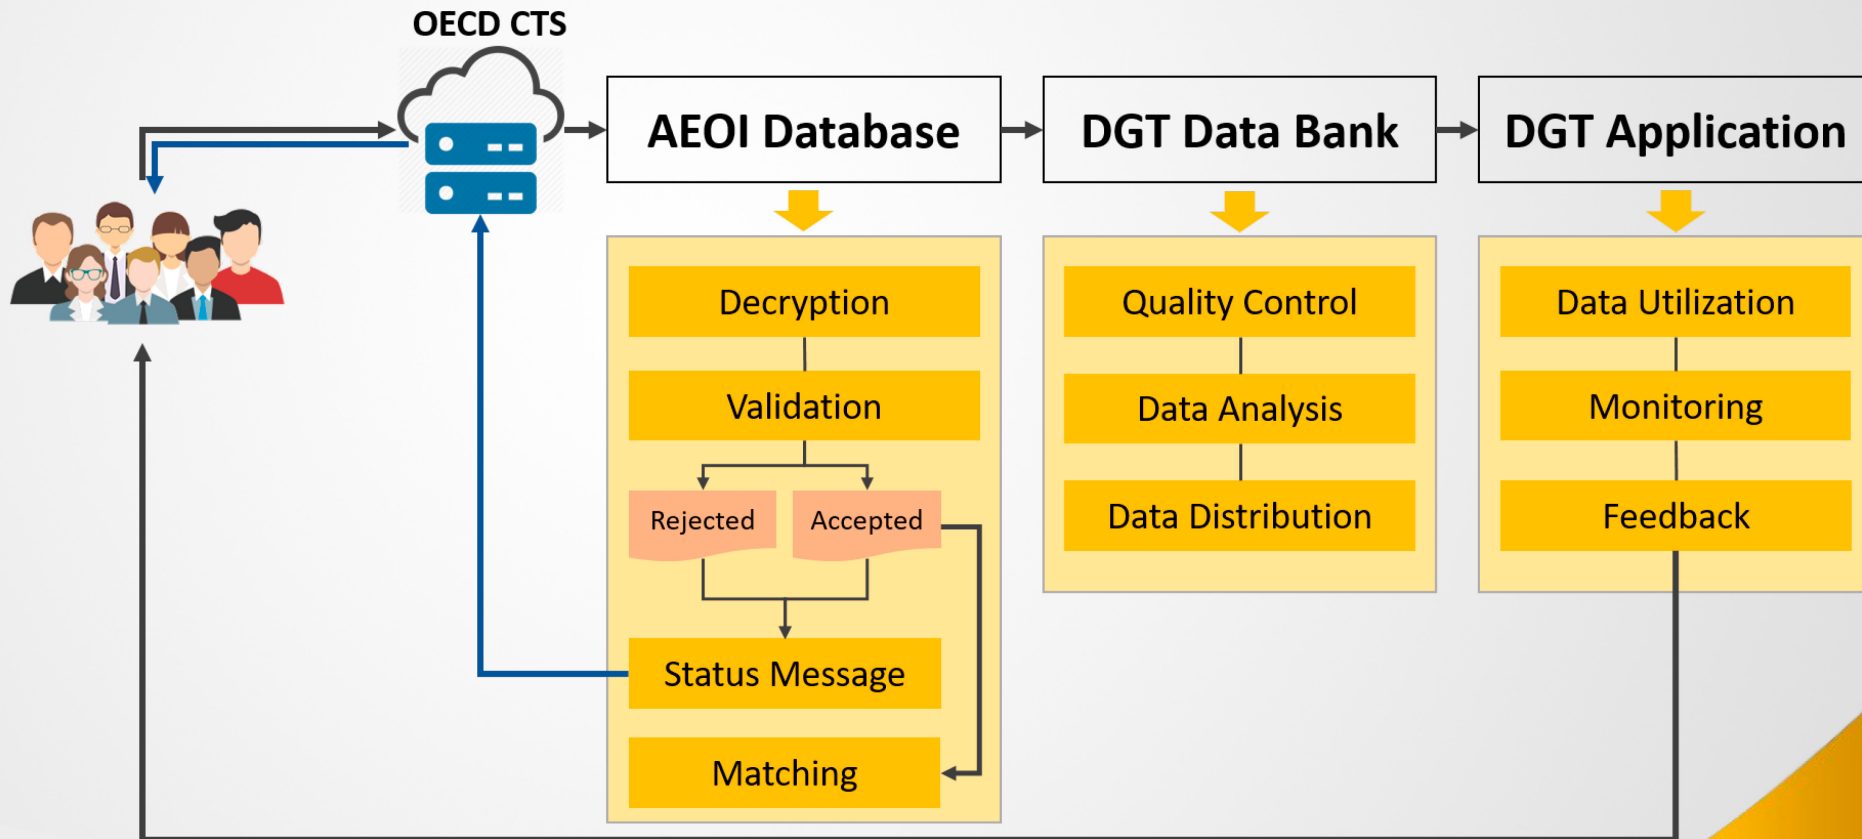 OECD CTS
AEOI Database
DGT Data Bank
DGT Application
Decryption
Validation
Rejected
Accepted
Status Message
Matching
Quality Control
Data Analysis
Data Distribution
Data Utilization
Monitoring
Feedback